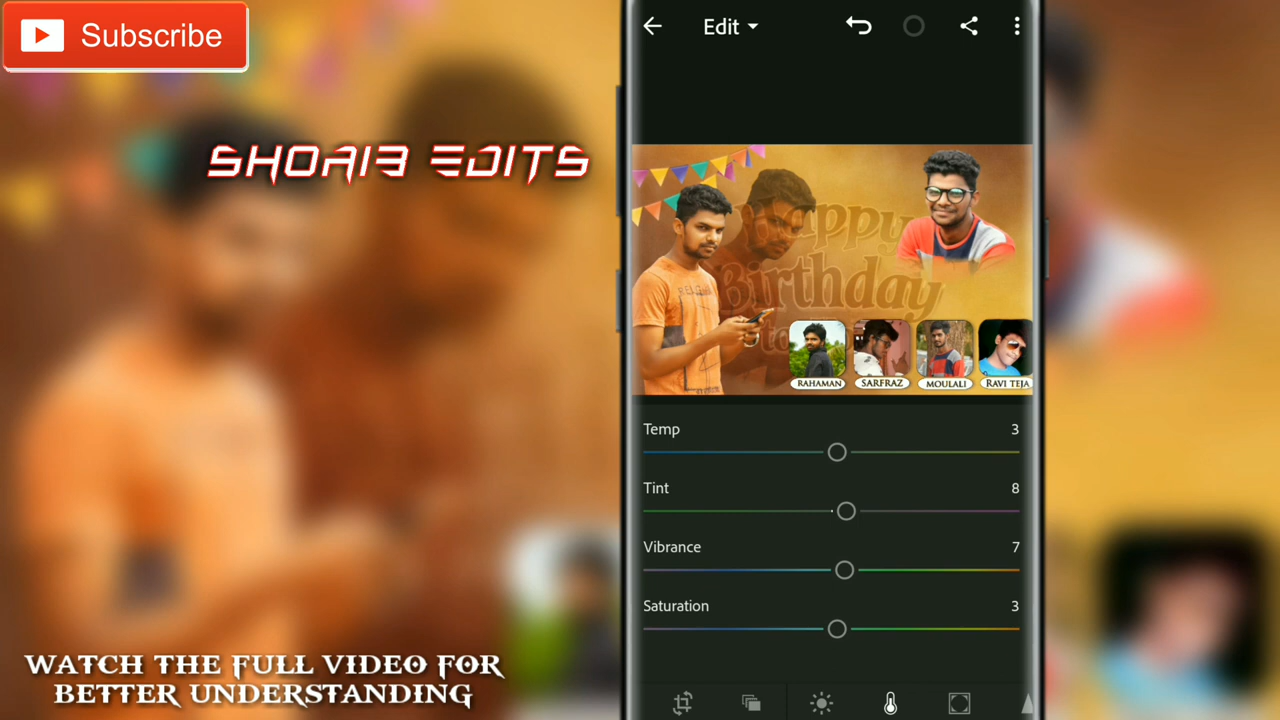 Subscribe
SHOAIB EDITS
Edit
Happy
Birthday
to
RAHAMAN
SARFRAZ
MOULALI
RAVI TEJA
Temp 3
Tint 8
Vibrance 7
Saturation 3
WATCH THE FULL VIDEO FOR
BETTER UNDERSTANDING